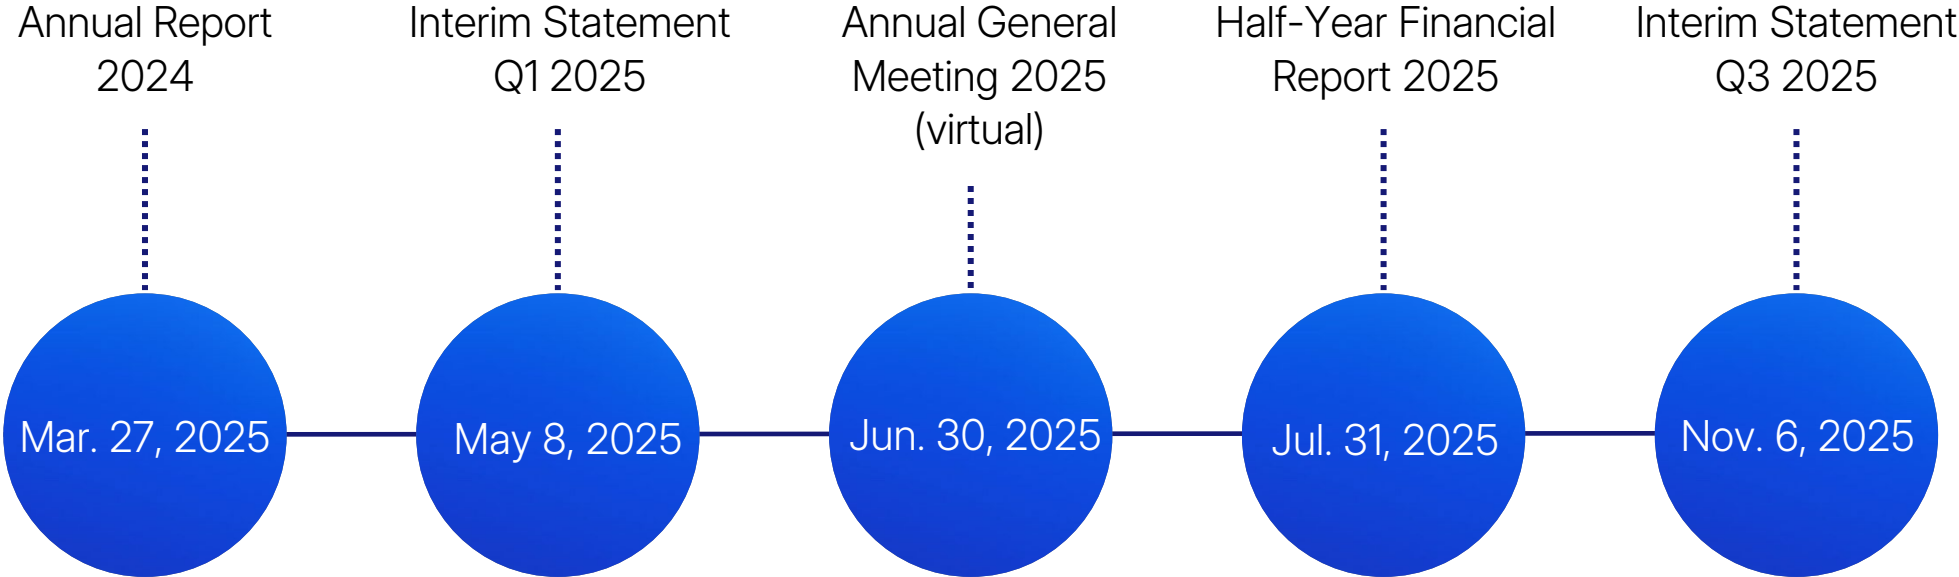 Annual Report
2024
Interim Statement
Q1 2025
Annual General
Meeting 2025
(virtual)
Half-Year Financial
Report 2025
Interim Statement
Q3 2025
Mar. 27, 2025
May 8, 2025
Jun. 30, 2025
Jul. 31, 2025
Nov. 6, 2025